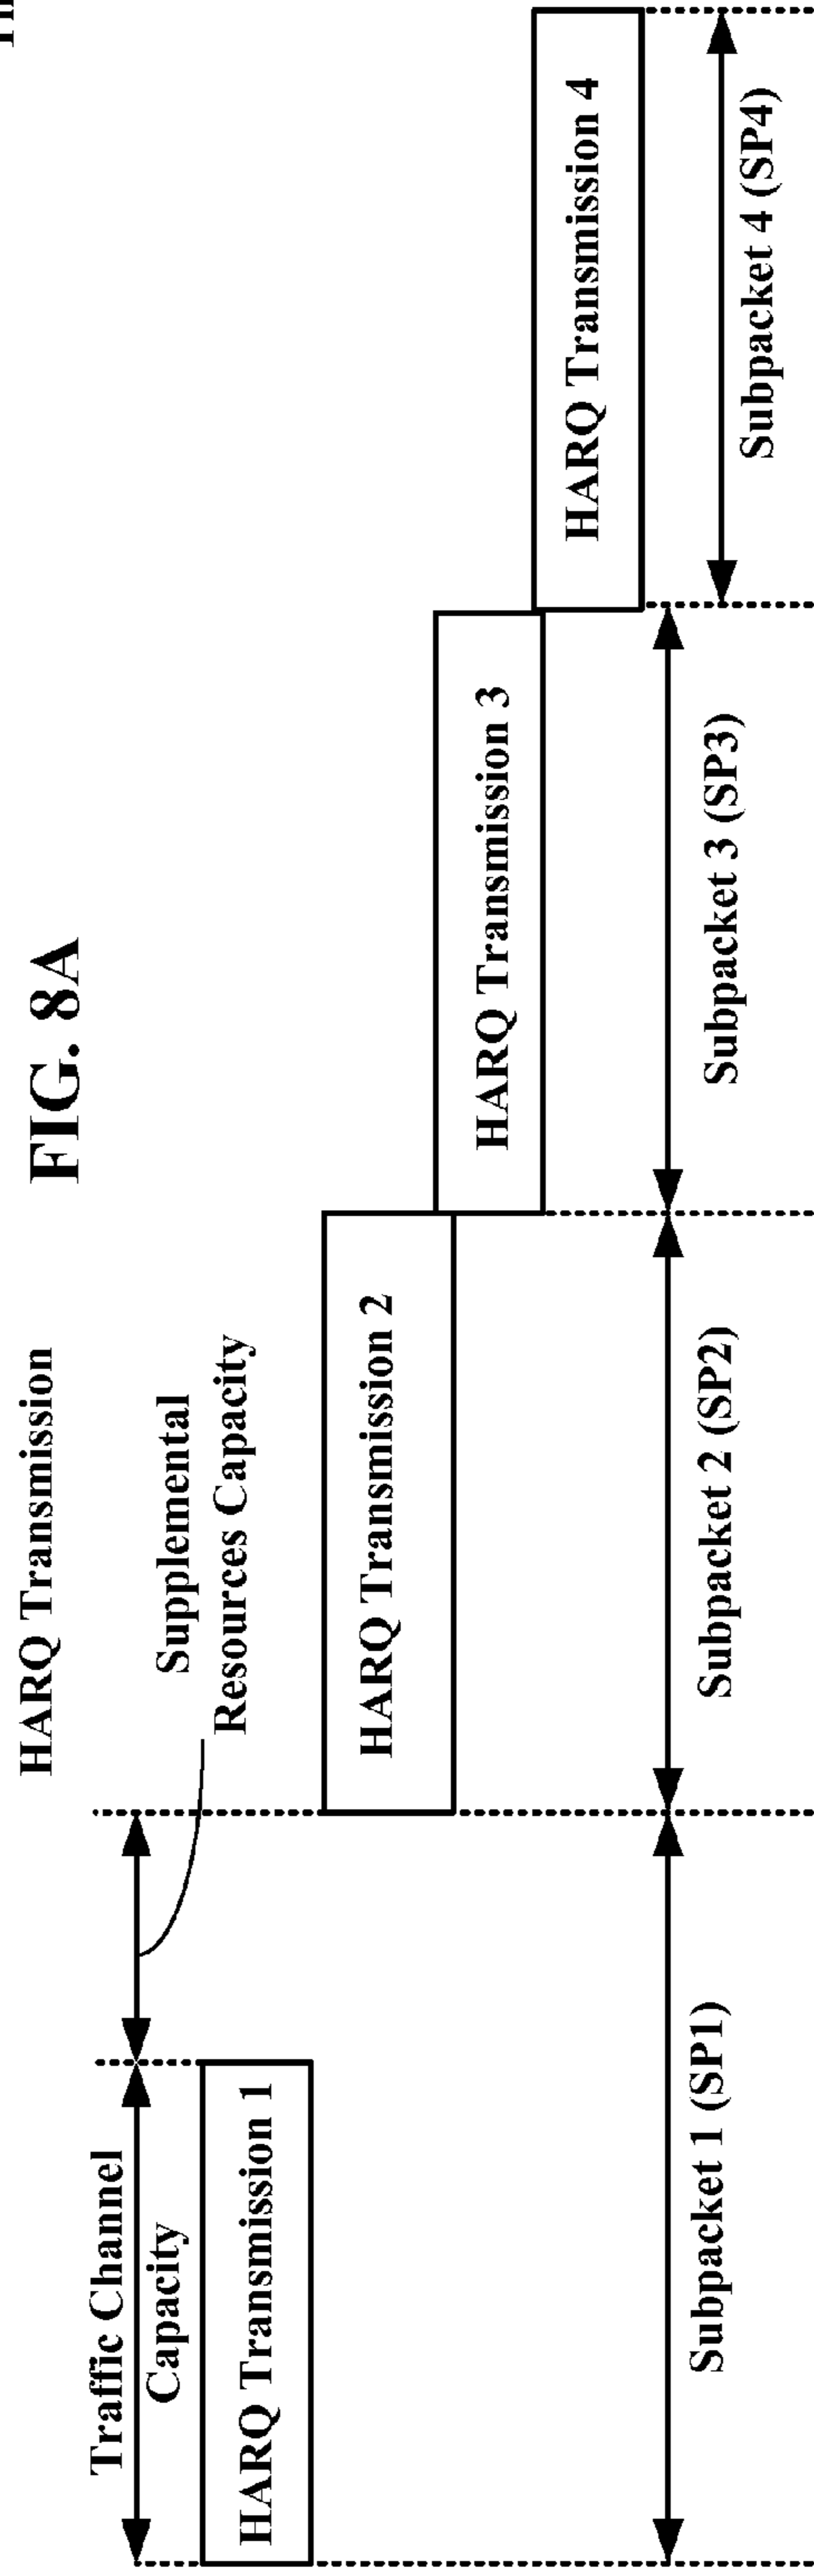 FIG. 8A
HARQ Transmission
Traffic Channel
Capacity
Supplemental
Resources Capacity
HARQ Transmission 1
HARQ Transmission 2
HARQ Transmission 3
HARQ Transmission 4
Subpacket 1 (SP1)
Subpacket 2 (SP2)
Subpacket 3 (SP3)
Subpacket 4 (SP4)